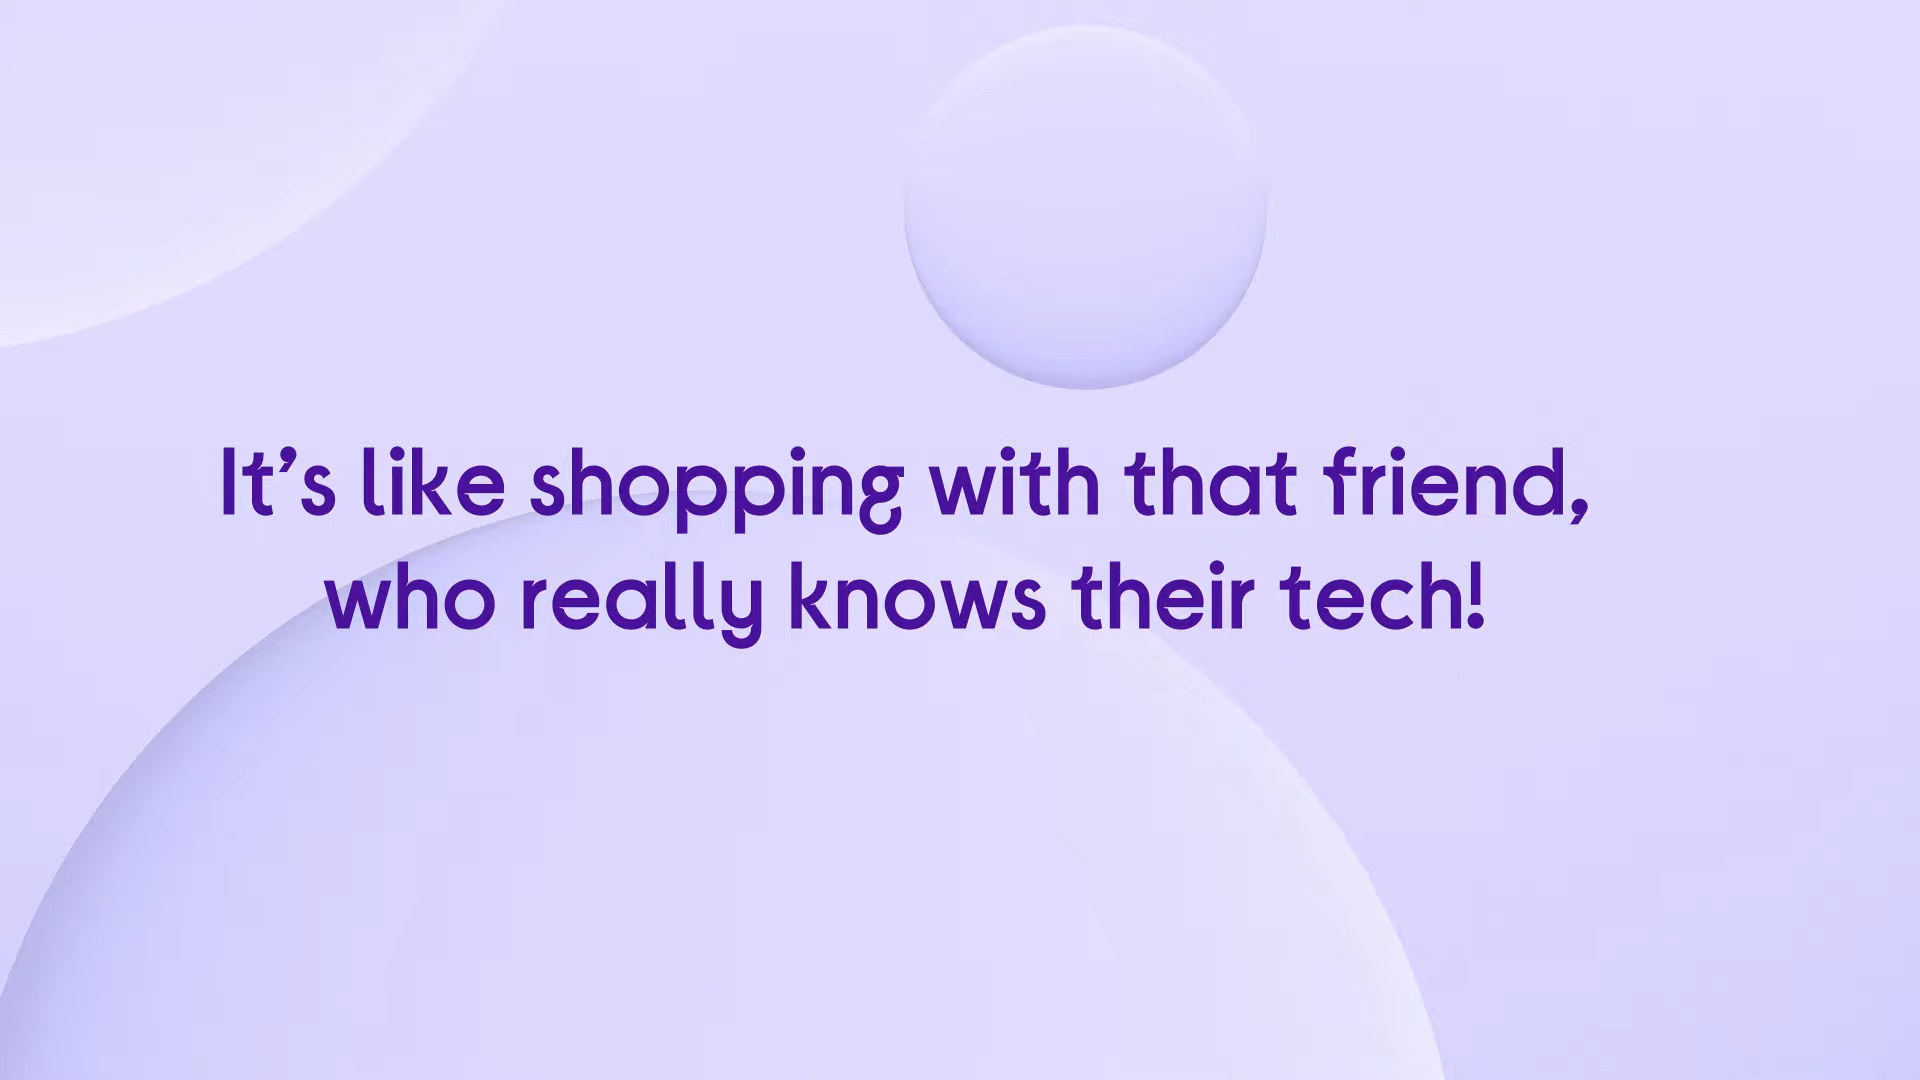 It’s like shopping with that friend,
who really knows their tech!